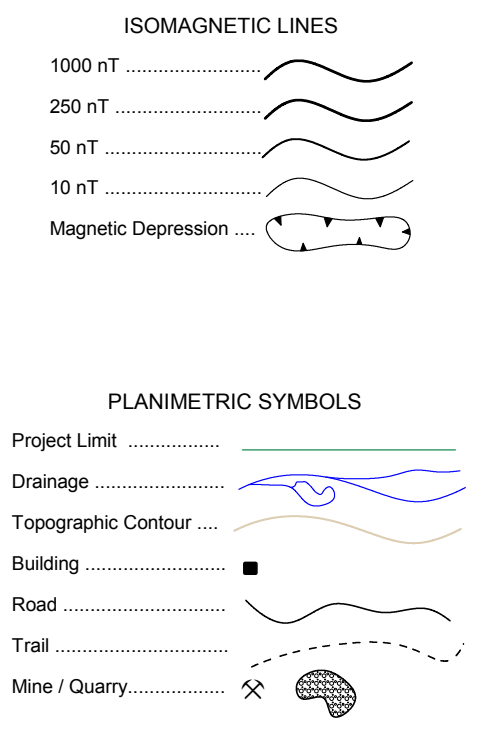 ISOMAGNETIC LINES
1000 nT .........................
250 nT ...........................
50 nT .............................
10 nT .............................
Magnetic Depression ....
PLANIMETRIC SYMBOLS
Project Limit .................
Drainage ........................
Topographic Contour ....
Building ..........................
Road ..............................
Trail ................................
Mine / Quarry..................